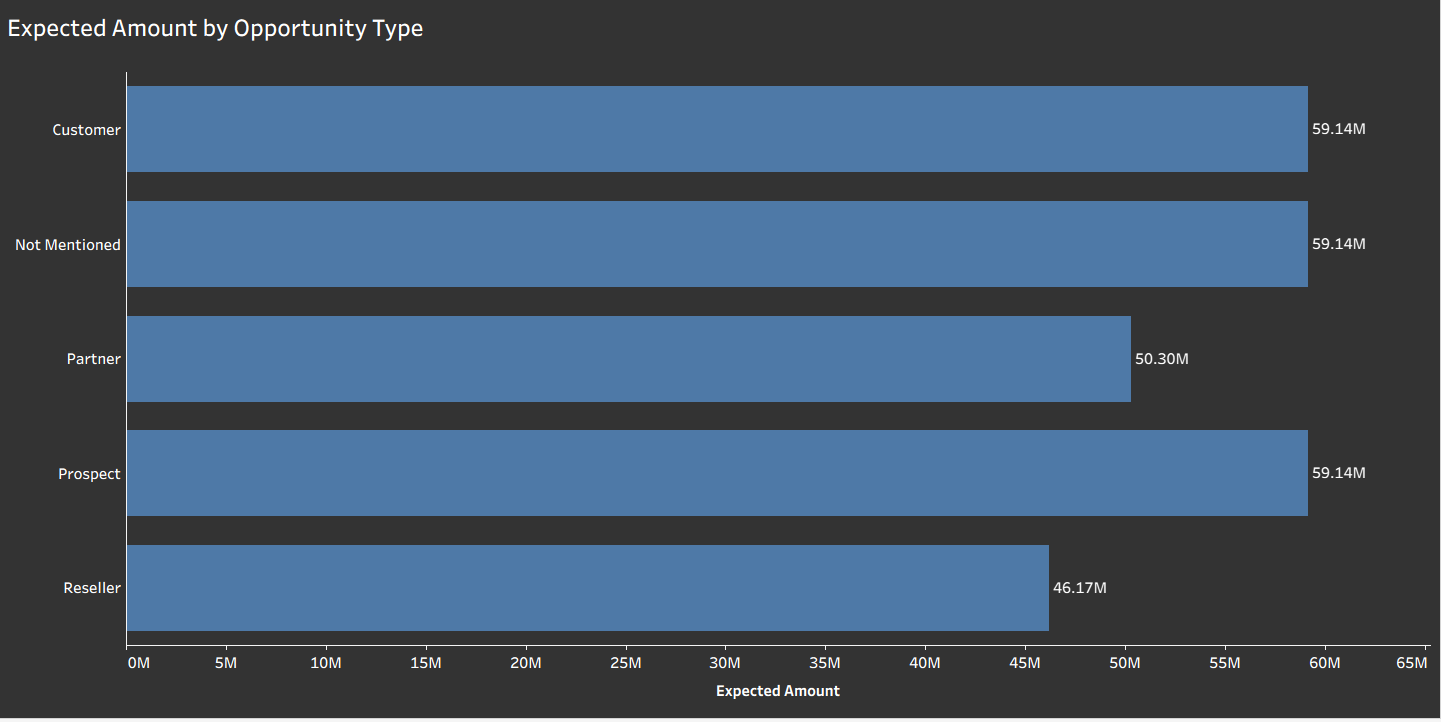 Expected Amount by Opportunity Type
Customer 59.14M
Not Mentioned 59.14M
Partner 50.30M
Prospect 59.14M
Reseller 46.17M
0M 5M 10M 15M 20M 25M 30M 35M 40M 45M 50M 55M 60M 65M
Expected Amount